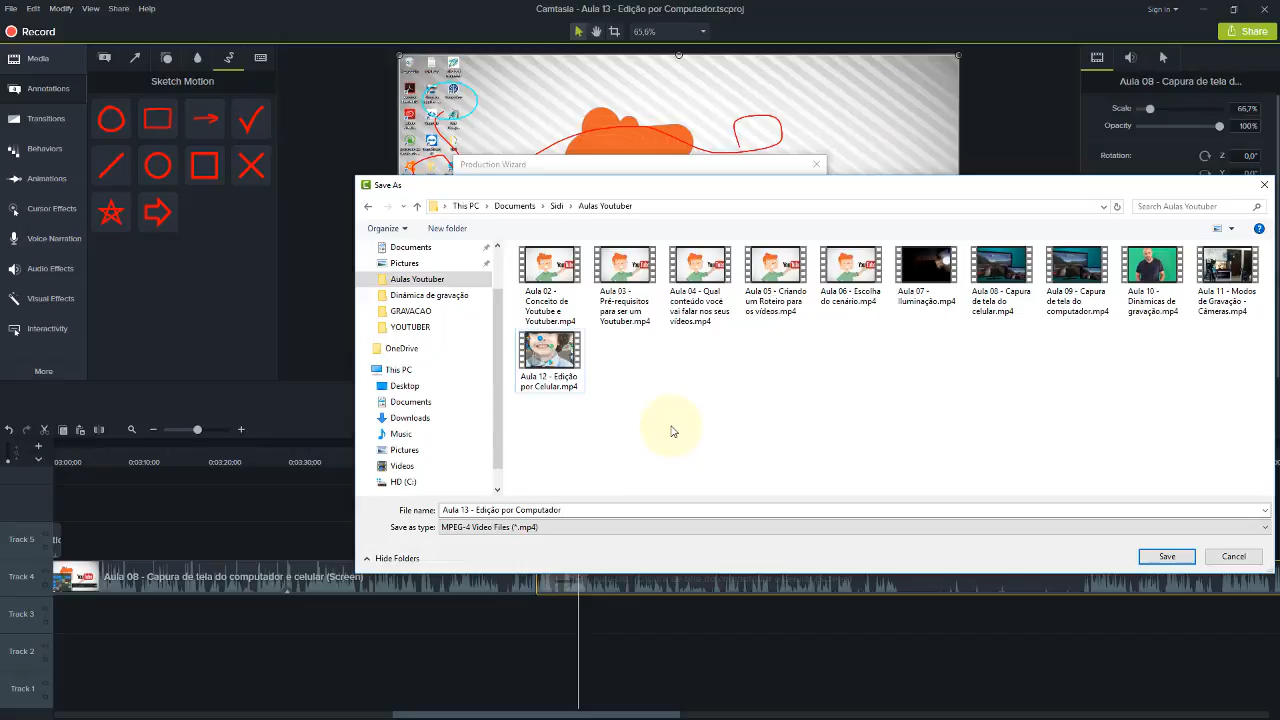 File Edit Modify View Share Help
Camtasia - Aula 13 - Edição por Computador.tscproj
Sign in
Record
65,6%
Share
Media
Annotations
Transitions
Behaviors
Animations
Cursor Effects
Voice Narration
Audio Effects
Visual Effects
Interactivity
More
Sketch Motion
Aula 08 - Capura de tela d...
Scale 66,7%
Opacity 100%
Rotation: Z 0,0°
Production Wizard
Save As
This PC > Documents > Sidi > Aulas Youtuber
Search Aulas Youtuber
Organize
New folder
Documents
Pictures
Aulas Youtuber
Dinâmica de gravação
GRAVACAO
YOUTUBER
OneDrive
This PC
Desktop
Documents
Downloads
Music
Pictures
Videos
HD (C:)
Aula 02 -
Conceito de
Youtube e
Youtuber.mp4
Aula 03 -
Pré-requisitos
para ser um
Youtuber.mp4
Aula 04 - Qual
conteúdo você
vai falar nos seus
vídeos.mp4
Aula 05 - Criando
um Roteiro para
os vídeos.mp4
Aula 06 - Escolha
do cenário.mp4
Aula 07 -
Iluminação.mp4
Aula 08 - Capura
de tela do
celular.mp4
Aula 09 - Capura
de tela do
computador.mp4
Aula 10 -
Dinâmicas de
gravação.mp4
Aula 11 - Modos
de Gravação -
Câmeras.mp4
Aula 12 - Edição
por Celular.mp4
File name: Aula 13 - Edição por Computador
Save as type: MPEG-4 Video Files (*.mp4)
Hide Folders
Save
Cancel
03:00;00 03:10;00 03:20;00 03:30;00
Track 5
Track 4
Aula 08 - Capura de tela do computador e celular (Screen)
Track 3
Track 2
Track 1